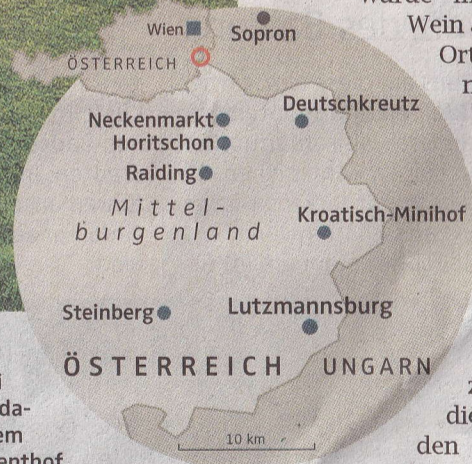 Wein
Ort
Wien
Sopron
ÖSTERREICH
Deutschkreutz
Neckenmarkt
Horitschon
Raiding
Mittel-
burgenland
Kroatisch-Minihof
Steinberg
Lutzmannsburg
ÖSTERREICH UNGARN
10 km
da-
em
die
den